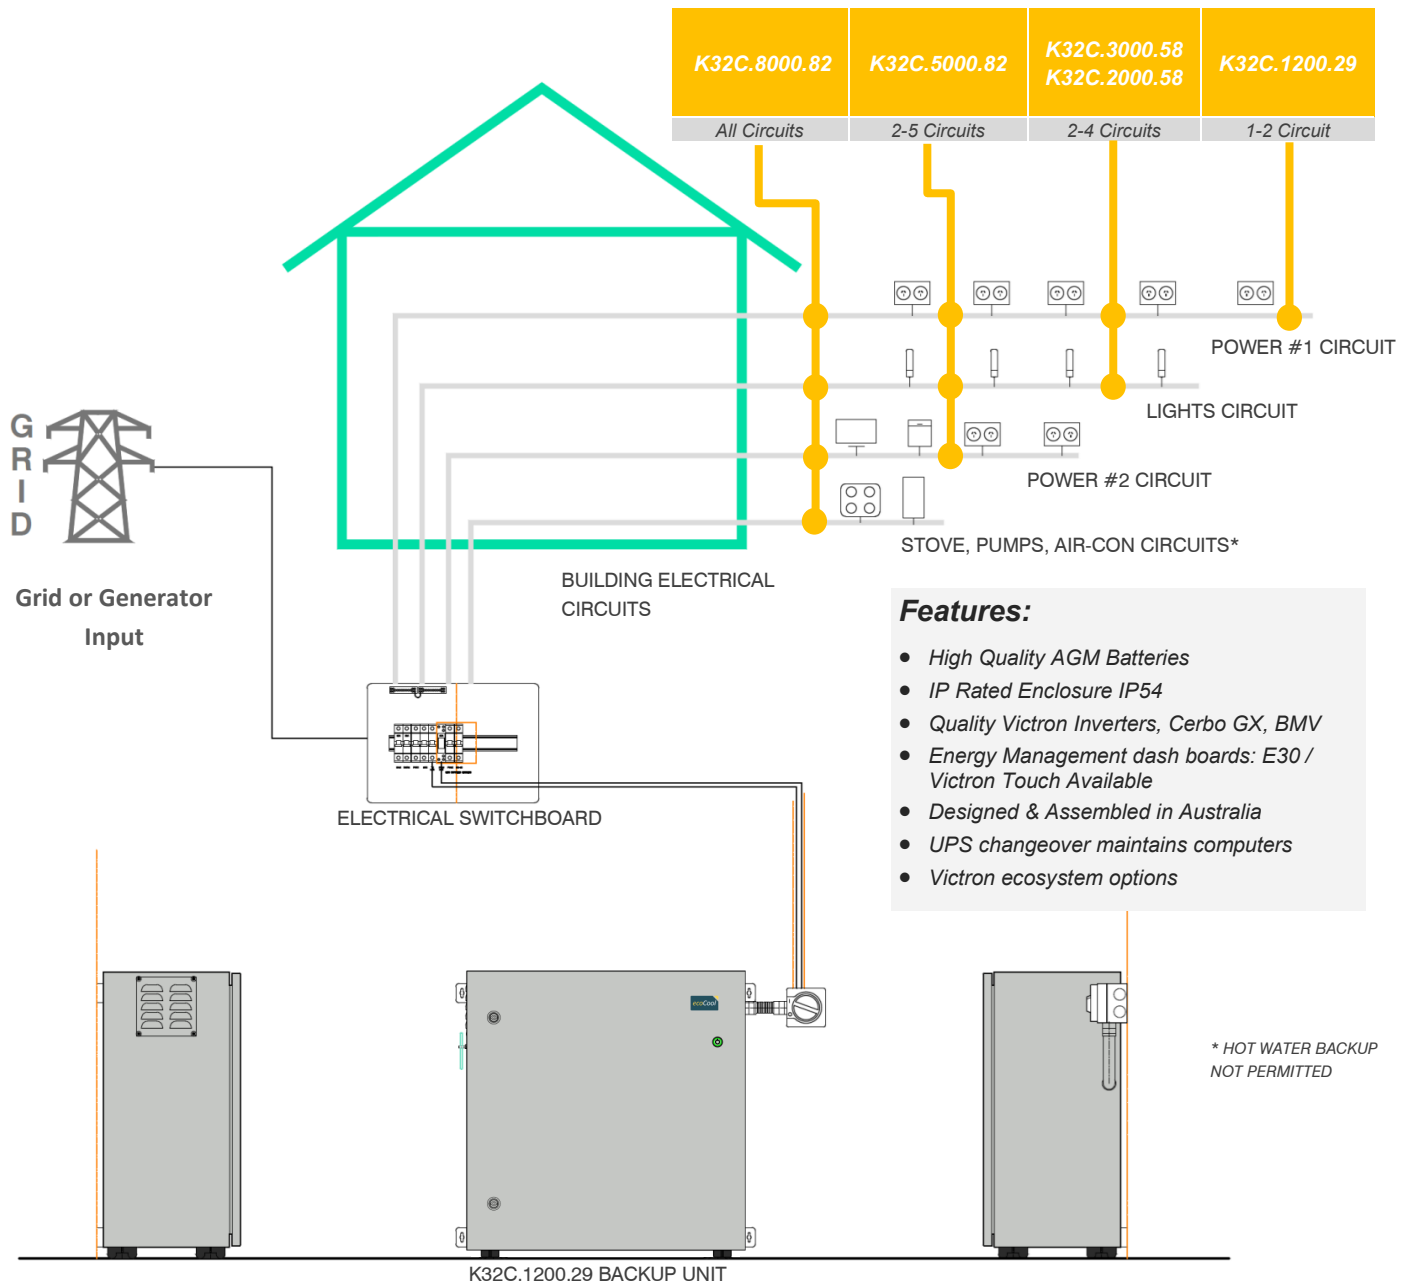 K32C.8000.82
K32C.5000.82
K32C.3000.58
K32C.2000.58
K32C.1200.29
All Circuits
2-5 Circuits
2-4 Circuits
1-2 Circuit
POWER #1 CIRCUIT
LIGHTS CIRCUIT
POWER #2 CIRCUIT
STOVE, PUMPS, AIR-CON CIRCUITS*
GRID
Grid or Generator
Input
BUILDING ELECTRICAL
CIRCUITS
ELECTRICAL SWITCHBOARD
Features:
• High Quality AGM Batteries
• IP Rated Enclosure IP54
• Quality Victron Inverters, Cerbo GX, BMV
• Energy Management dash boards: E30 /
Victron Touch Available
• Designed & Assembled in Australia
• UPS changeover maintains computers
• Victron ecosystem options
ecoCool
* HOT WATER BACKUP
NOT PERMITTED
K32C.1200.29 BACKUP UNIT